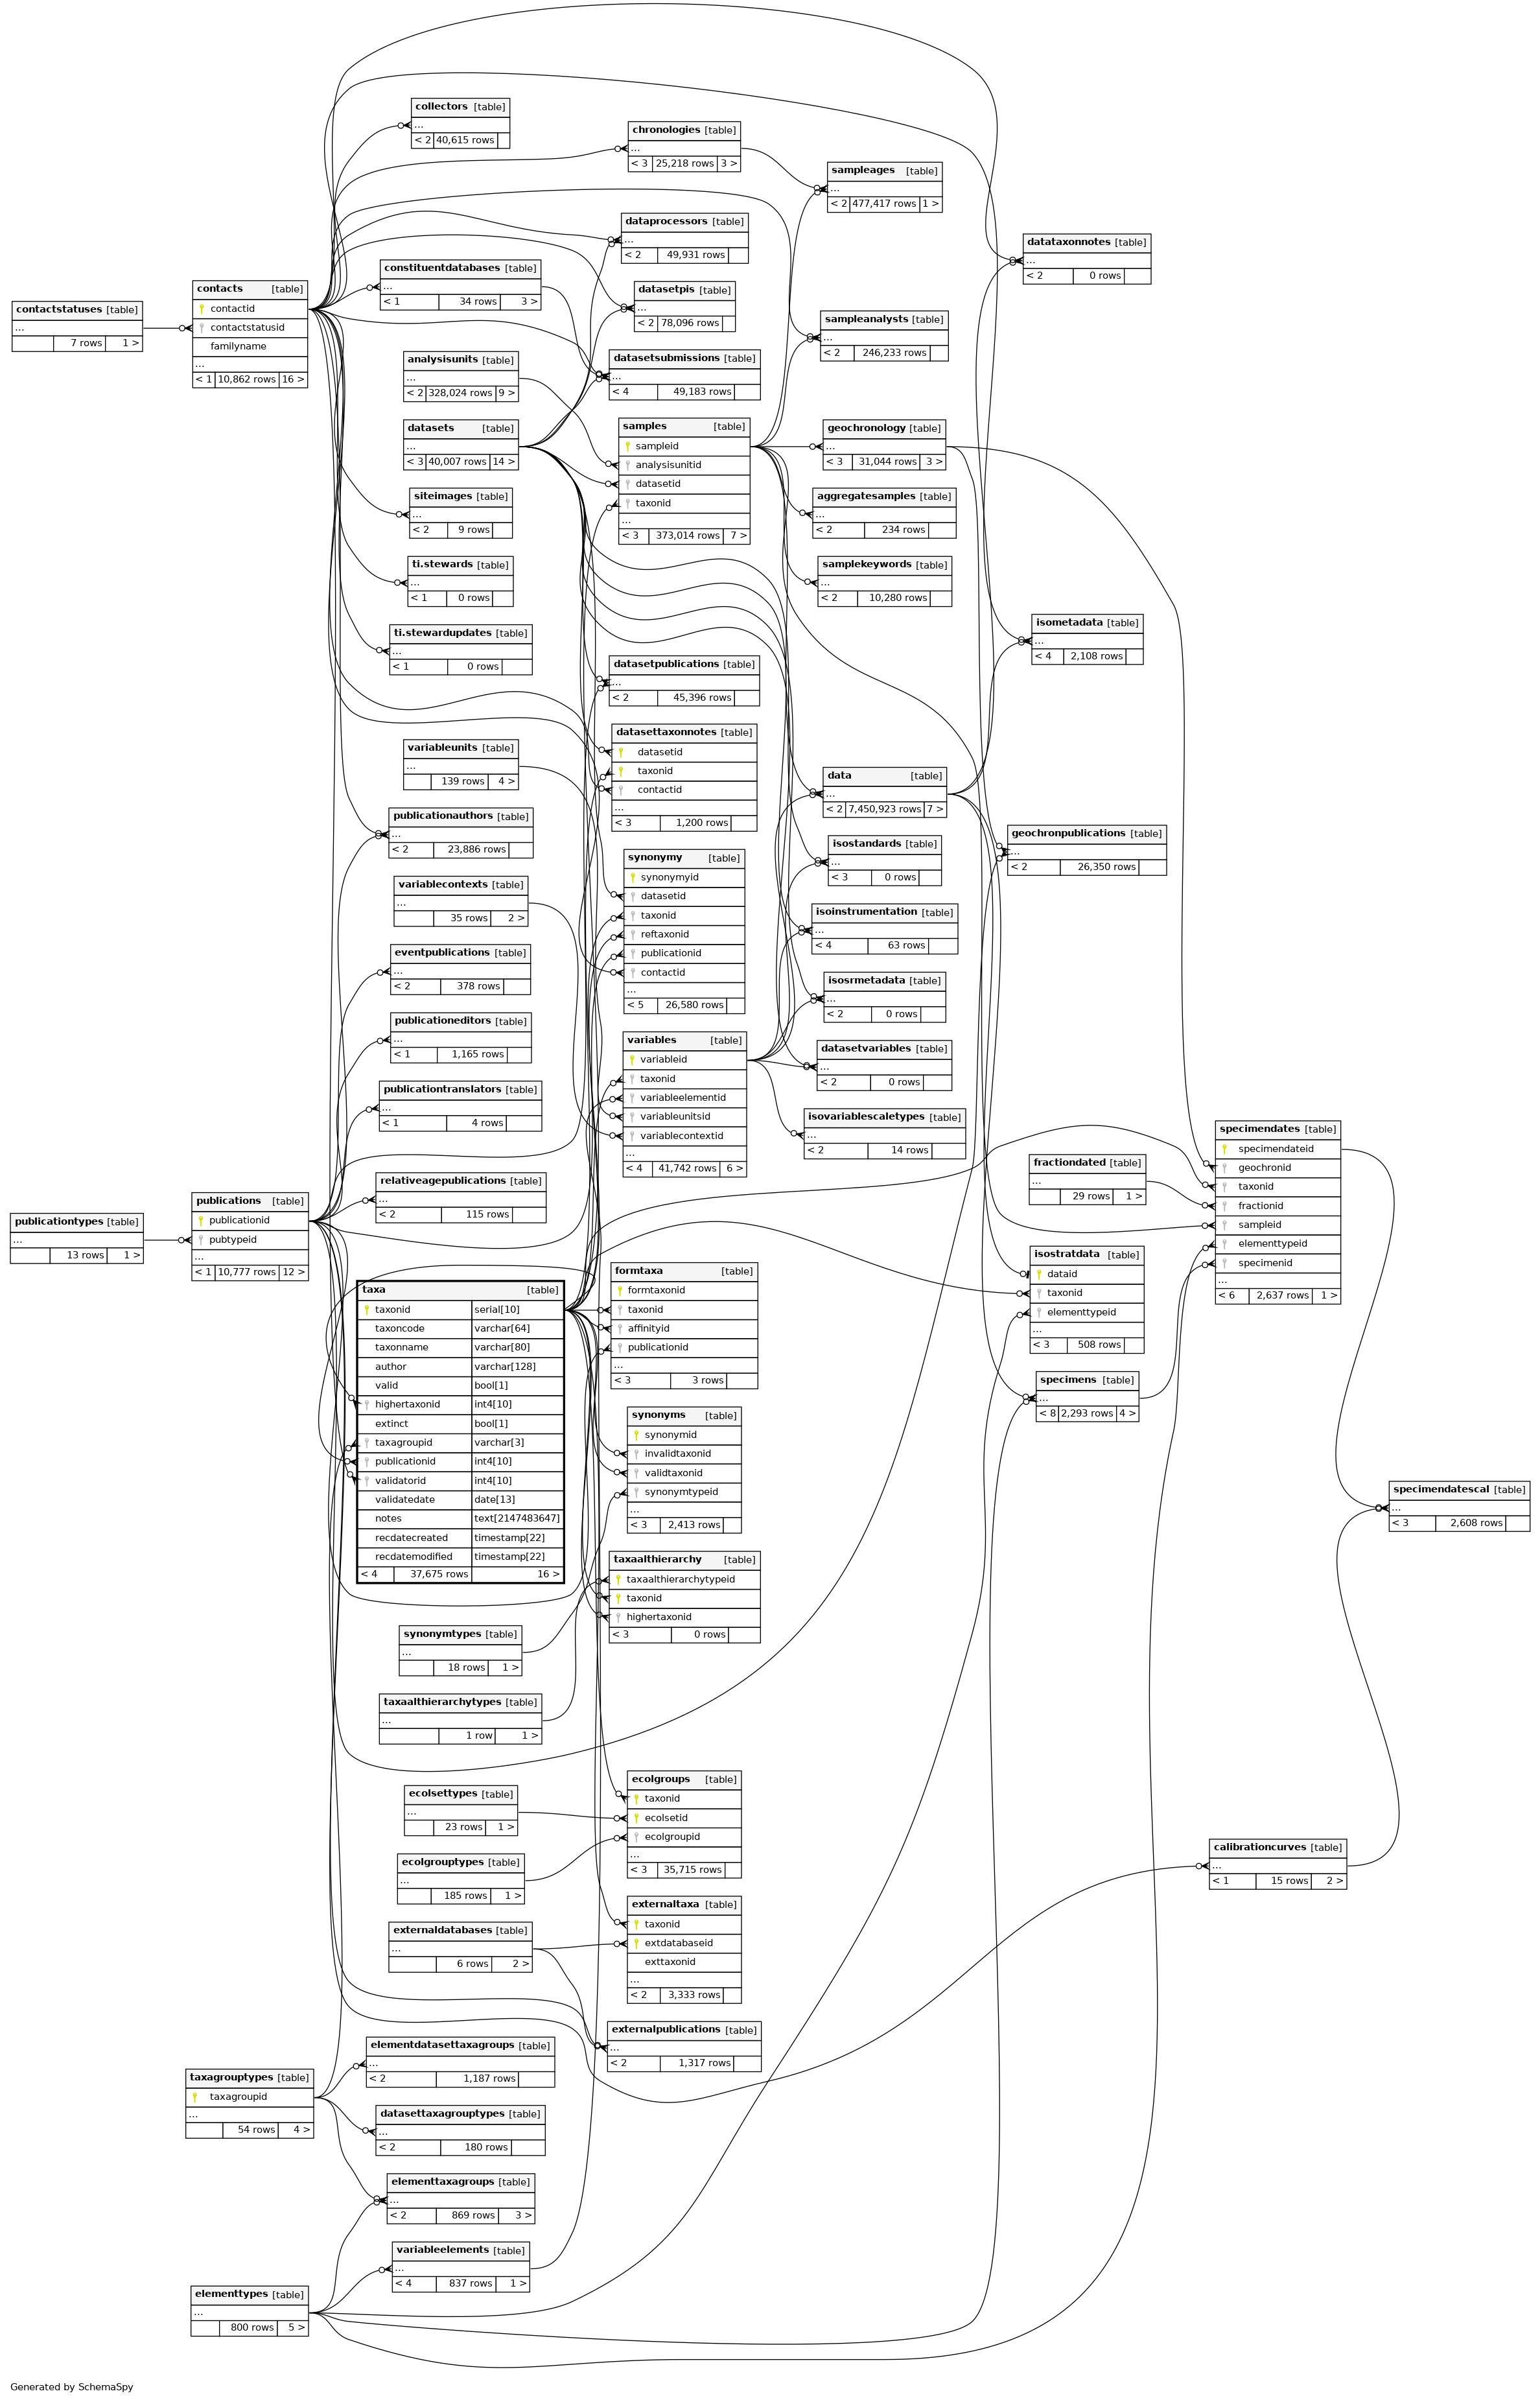 collectors [table]
...
< 2 40,615 rows
chronologies [table]
...
< 3 25,218 rows 3 >
sampleages [table]
...
< 2 477,417 rows 1 >
dataprocessors [table]
...
< 2 49,931 rows
datataxonnotes [table]
...
< 2 0 rows
constituentdatabases [table]
...
< 1 34 rows 3 >
contacts [table]
contactid
contactstatusid
familyname
...
< 1 10,862 rows 16 >
contactstatuses [table]
...
7 rows 1 >
datasetpis [table]
...
< 2 78,096 rows
sampleanalysts [table]
...
< 2 246,233 rows
analysisunits [table]
...
< 2 328,024 rows 9 >
datasetsubmissions [table]
...
< 4 49,183 rows
datasets [table]
...
< 3 40,007 rows 14 >
samples [table]
sampleid
analysisunitid
datasetid
taxonid
...
< 3 373,014 rows 7 >
geochronology [table]
...
< 3 31,044 rows 3 >
siteimages [table]
...
< 2 9 rows
aggregatesamples [table]
...
< 2 234 rows
ti.stewards [table]
...
< 1 0 rows
samplekeywords [table]
...
< 2 10,280 rows
ti.stewardupdates [table]
...
< 1 0 rows
isometadata [table]
...
< 4 2,108 rows
datasetpublications [table]
...
< 2 45,396 rows
datasettaxonnotes [table]
datasetid
taxonid
contactid
...
< 3 1,200 rows
variableunits [table]
...
139 rows 4 >
data [table]
...
< 2 7,450,923 rows 7 >
publicationauthors [table]
...
< 2 23,886 rows
geochronpublications [table]
...
< 2 26,350 rows
isostandards [table]
...
< 3 0 rows
synonymy [table]
synonymyid
datasetid
taxonid
reftaxonid
publicationid
contactid
...
< 5 26,580 rows
variablecontexts [table]
...
35 rows 2 >
isoinstrumentation [table]
...
< 4 63 rows
eventpublications [table]
...
< 2 378 rows
isosrmetadata [table]
...
< 2 0 rows
publicationeditors [table]
...
< 1 1,165 rows
variables [table]
variableid
taxonid
variableelementid
variableunitsid
variablecontextid
...
< 4 41,742 rows 6 >
datasetvariables [table]
...
< 2 0 rows
publicationtranslators [table]
...
< 1 4 rows
isovariablescaletypes [table]
...
< 2 14 rows
specimendates [table]
specimendateid
geochronid
taxonid
fractionid
sampleid
elementtypeid
specimenid
...
< 6 2,637 rows 1 >
fractiondated [table]
...
29 rows 1 >
relativeagepublications [table]
...
< 2 115 rows
publications [table]
publicationid
pubtypeid
...
< 1 10,777 rows 12 >
publicationtypes [table]
...
13 rows 1 >
isostratdata [table]
dataid
taxonid
elementtypeid
...
< 3 508 rows
formtaxa [table]
formtaxonid
taxonid
affinityid
publicationid
...
< 3 3 rows
taxa [table]
taxonid serial[10]
taxoncode varchar[64]
taxonname varchar[80]
author varchar[128]
valid bool[1]
highertaxonid int4[10]
extinct bool[1]
taxagroupid varchar[3]
publicationid int4[10]
validatorid int4[10]
validatedate date[13]
notes text[2147483647]
recdatecreated timestamp[22]
recdatemodified timestamp[22]
< 4 37,675 rows 16 >
specimens [table]
...
< 8 2,293 rows 4 >
synonyms [table]
synonymid
invalidtaxonid
validtaxonid
synonymtypeid
...
< 3 2,413 rows
specimendatescal [table]
...
< 3 2,608 rows
taxaalthierarchy [table]
taxaalthierarchytypeid
taxonid
highertaxonid
< 3 0 rows
synonymtypes [table]
...
18 rows 1 >
taxaalthierarchytypes [table]
...
1 row 1 >
ecolgroups [table]
taxonid
ecolsetid
ecolgroupid
...
< 3 35,715 rows
ecolsettypes [table]
...
23 rows 1 >
calibrationcurves [table]
...
< 1 15 rows 2 >
ecolgrouptypes [table]
...
185 rows 1 >
externaltaxa [table]
taxonid
extdatabaseid
exttaxonid
...
< 2 3,333 rows
externaldatabases [table]
...
6 rows 2 >
externalpublications [table]
...
< 2 1,317 rows
elementdatasettaxagroups [table]
...
< 2 1,187 rows
taxagrouptypes [table]
taxagroupid
...
54 rows 4 >
datasettaxagrouptypes [table]
...
< 2 180 rows
elementtaxagroups [table]
...
< 2 869 rows 3 >
variableelements [table]
...
< 4 837 rows 1 >
elementtypes [table]
...
800 rows 5 >
Generated by SchemaSpy